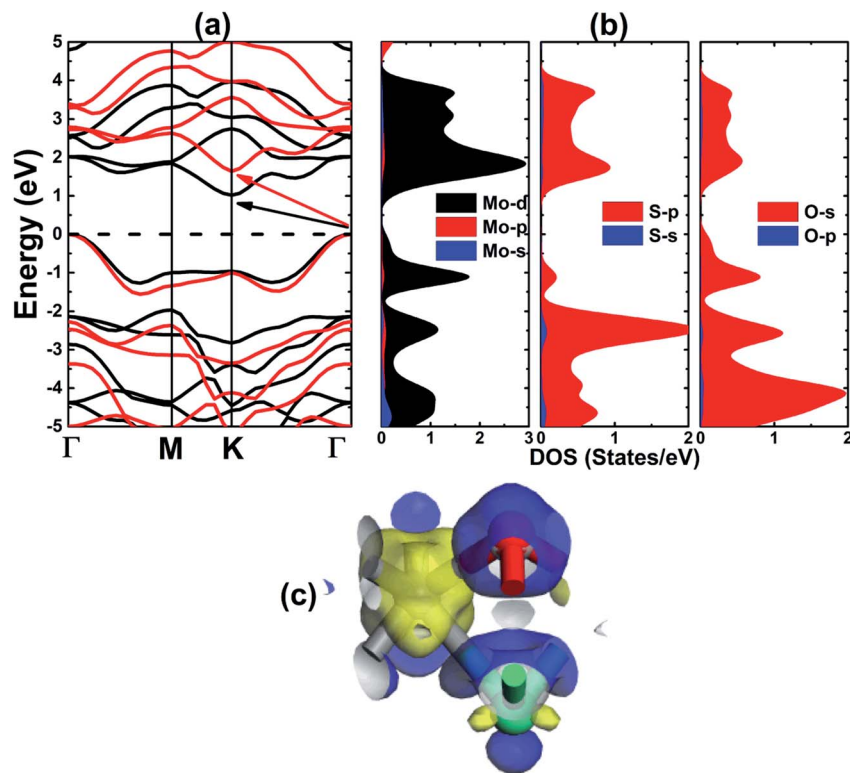 (a) (b)
5
4
3
2
1
0
-1
-2
-3
-4
-5
Energy (eV)
Γ M K Γ
Mo-d
Mo-p
Mo-s
S-p
S-s
O-s
O-p
0 1 2 3 0 1 2 0 1 2
DOS (States/eV)
(c)